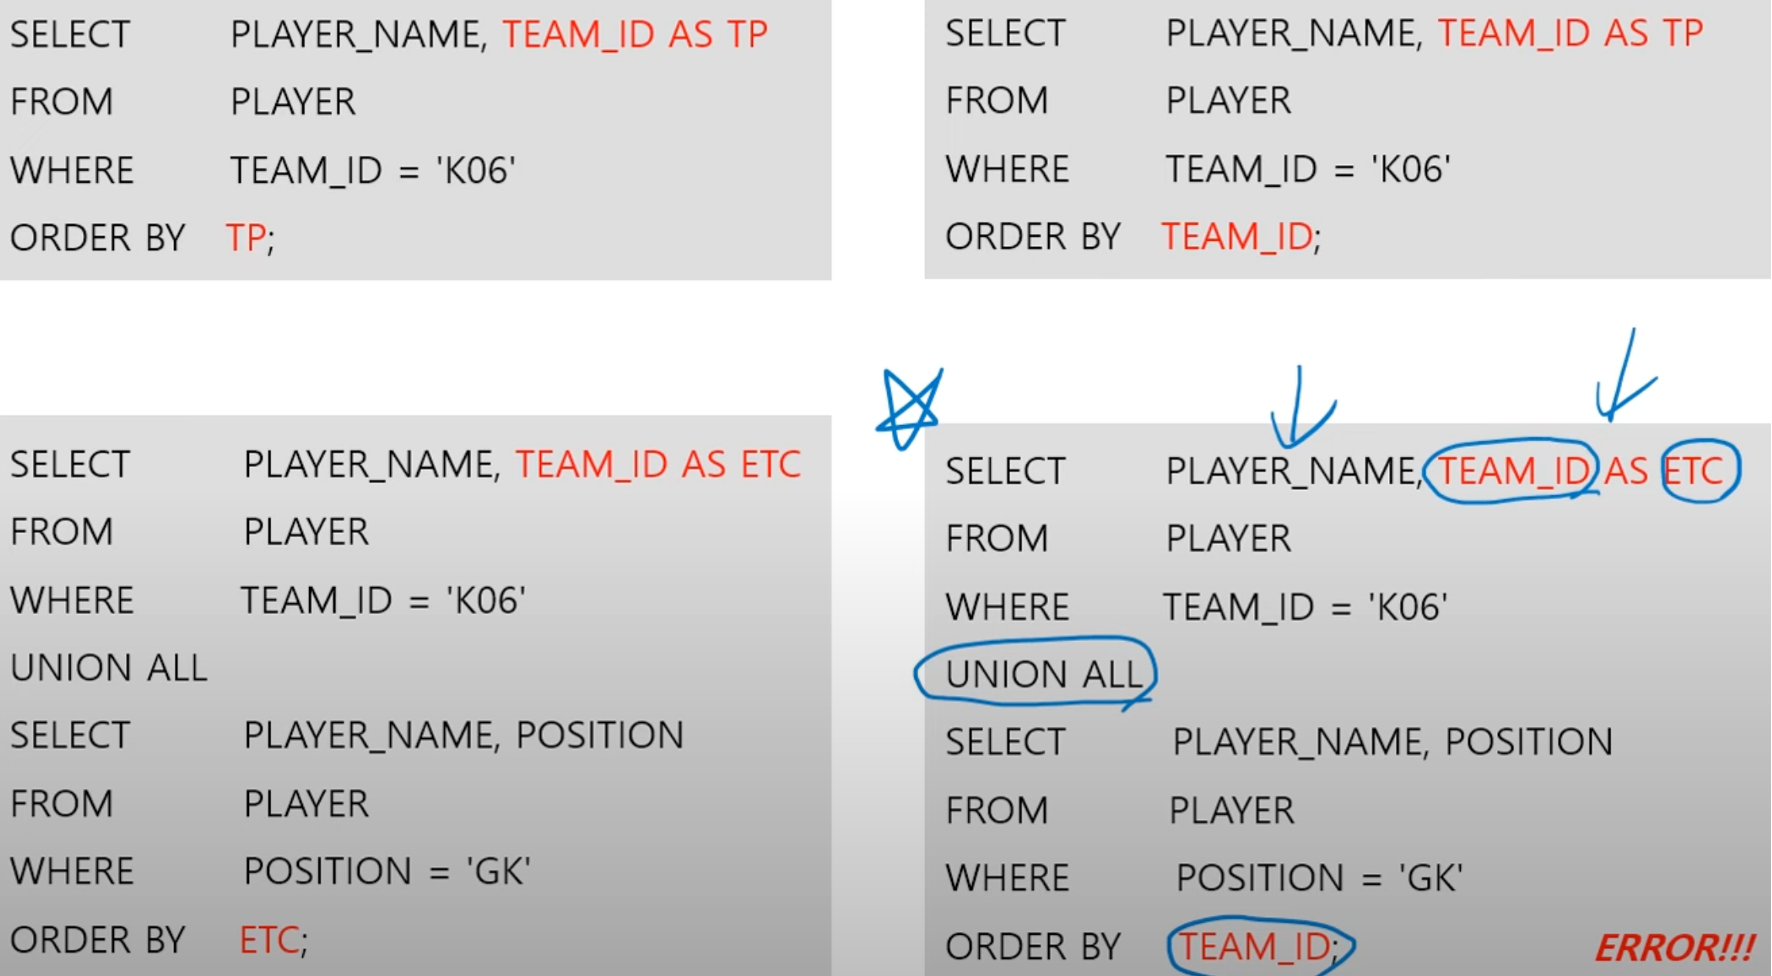 SELECT PLAYER_NAME, TEAM_ID AS TP
FROM PLAYER
WHERE TEAM_ID = 'K06'
ORDER BY TP;
SELECT PLAYER_NAME, TEAM_ID AS TP
FROM PLAYER
WHERE TEAM_ID = 'K06'
ORDER BY TEAM_ID;
SELECT PLAYER_NAME, TEAM_ID AS ETC
FROM PLAYER
WHERE TEAM_ID = 'K06'
UNION ALL
SELECT PLAYER_NAME, POSITION
FROM PLAYER
WHERE POSITION = 'GK'
ORDER BY ETC;
SELECT PLAYER_NAME, TEAM_ID AS ETC
FROM PLAYER
WHERE TEAM_ID = 'K06'
UNION ALL
SELECT PLAYER_NAME, POSITION
FROM PLAYER
WHERE POSITION = 'GK'
ORDER BY TEAM_ID;
ERROR!!!